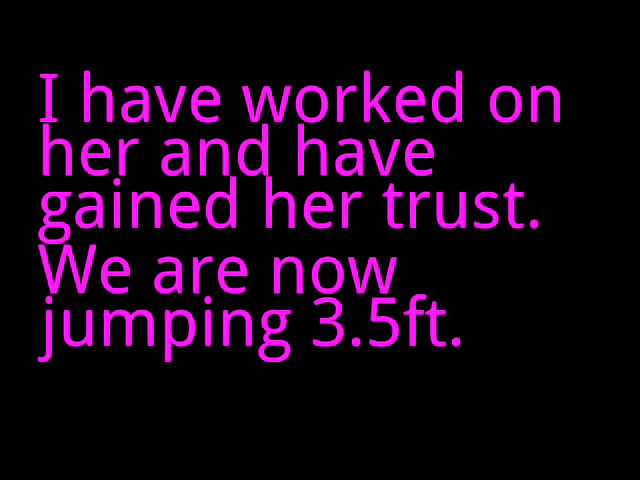 I have worked on
her and have
gained her trust.
We are now
jumping 3.5ft.